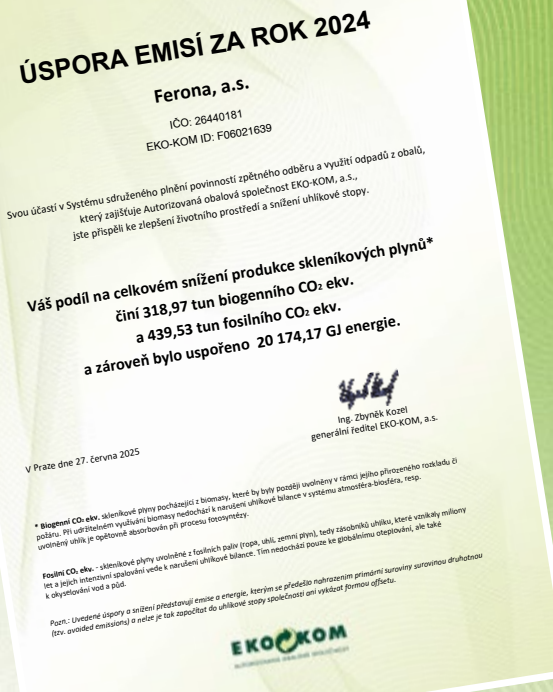 ÚSPORA EMISÍ ZA ROK 2024
Ferona, a.s.
IČO: 26440181
EKO-KOM ID: F06021639
Svou účastí v Systému sdruženého plnění povinností zpětného odběru a využití odpadů z obalů,
který zajišťuje Autorizovaná obalová společnost EKO-KOM, a.s.,
jste přispěli ke zlepšení životního prostředí a snížení uhlíkové stopy.
Váš podíl na celkovém snížení produkce skleníkových plynů*
činí 318,97 tun biogenního CO₂ ekv.
a 439,53 tun fosilního CO₂ ekv.
a zároveň bylo uspořeno 20 174,17 GJ energie.
Ing. Zbyněk Kozel
generální ředitel EKO-KOM, a.s.
V Praze dne 27. června 2025
* Biogenní CO₂ ekv. skleníkové plyny pocházející z biomasy, které by byly později uvolněny v rámci jejího přirozeného rozkladu či
požáru. Při udržitelném využívání biomasy nedochází k narušení uhlíkové bilance v systému atmosféra-biosféra, resp.
uvolněný uhlík je opětovně absorbován při procesu fotosyntézy.
Fosilní CO₂ ekv. - skleníkové plyny uvolněné z fosilních paliv (ropa, uhlí, zemní plyn), tedy zásobníků uhlíku, které vznikaly miliony
let a jejich intenzivní spalování vede k narušení uhlíkové bilance. Tím nedochází pouze ke globálnímu oteplování, ale také
k okyselování vod a půd.
Pozn.: Uvedené úspory a snížení představují emise a energie, kterým se předešlo nahrazením primární suroviny surovinou druhotnou
(tzv. avoided emissions) a nelze je tak započítat do uhlíkové stopy společnosti ani vykázat formou offsetu.
EKO KOM
AUTORIZOVANÁ OBALOVÁ SPOLEČNOST